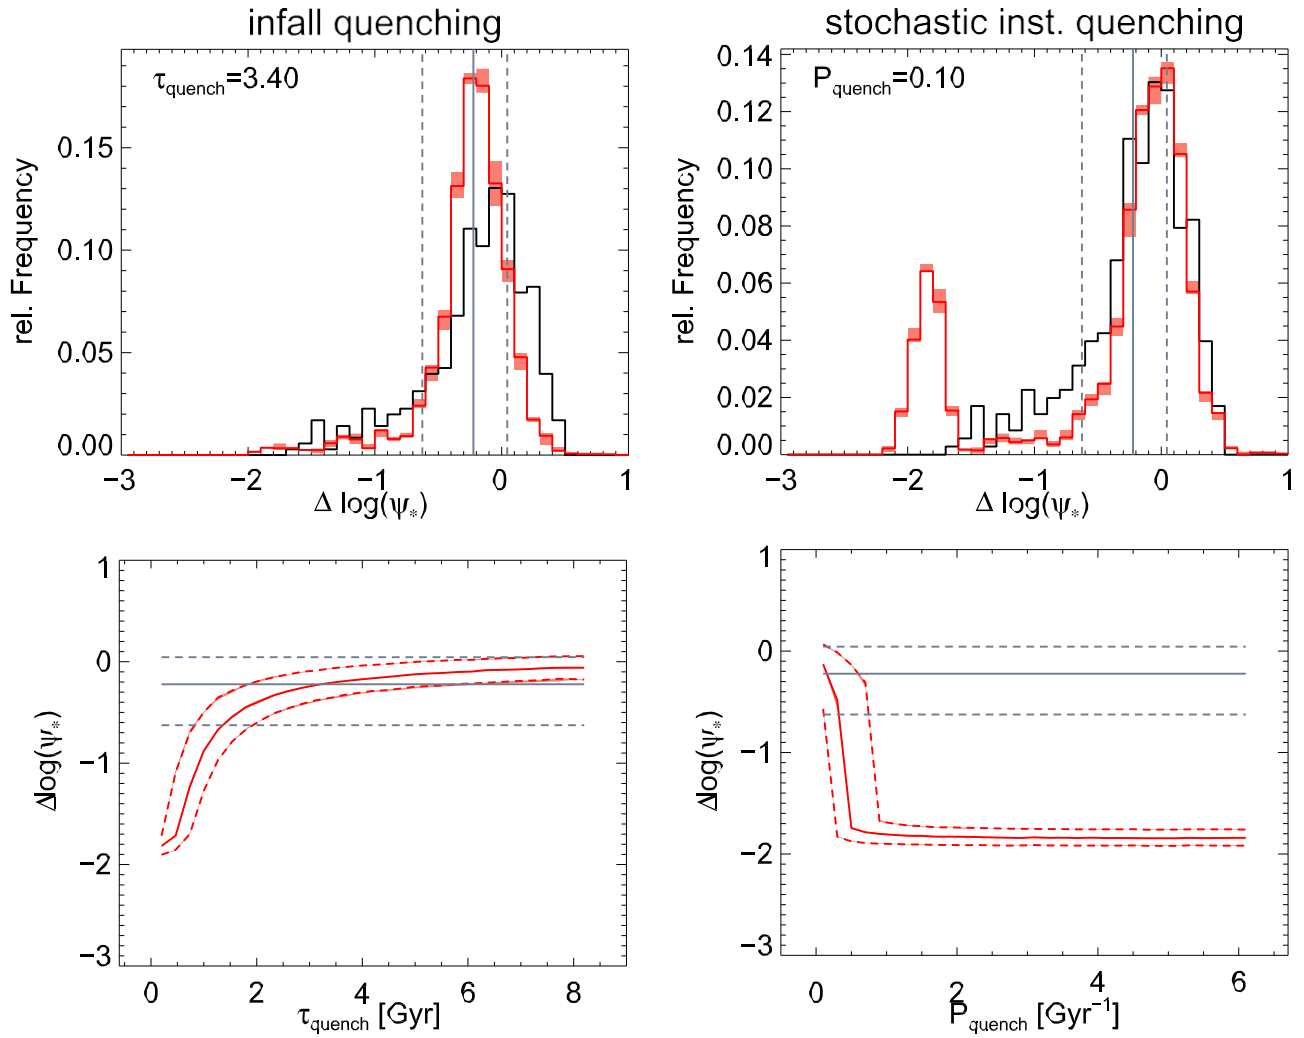 infall quenching
τquench=3.40
rel. Frequency
0.15
0.10
0.05
0.00
−3 −2 −1 0 1
Δ log(ψ*)
stochastic inst. quenching
Pquench=0.10
rel. Frequency
0.14
0.12
0.10
0.08
0.06
0.04
0.02
0.00
−3 −2 −1 0 1
Δ log(ψ*)
Δlog(ψ*)
1
0
−1
−2
−3
0 2 4 6 8
τquench [Gyr]
Δlog(ψ*)
1
0
−1
−2
−3
0 2 4 6
Pquench [Gyr⁻¹]